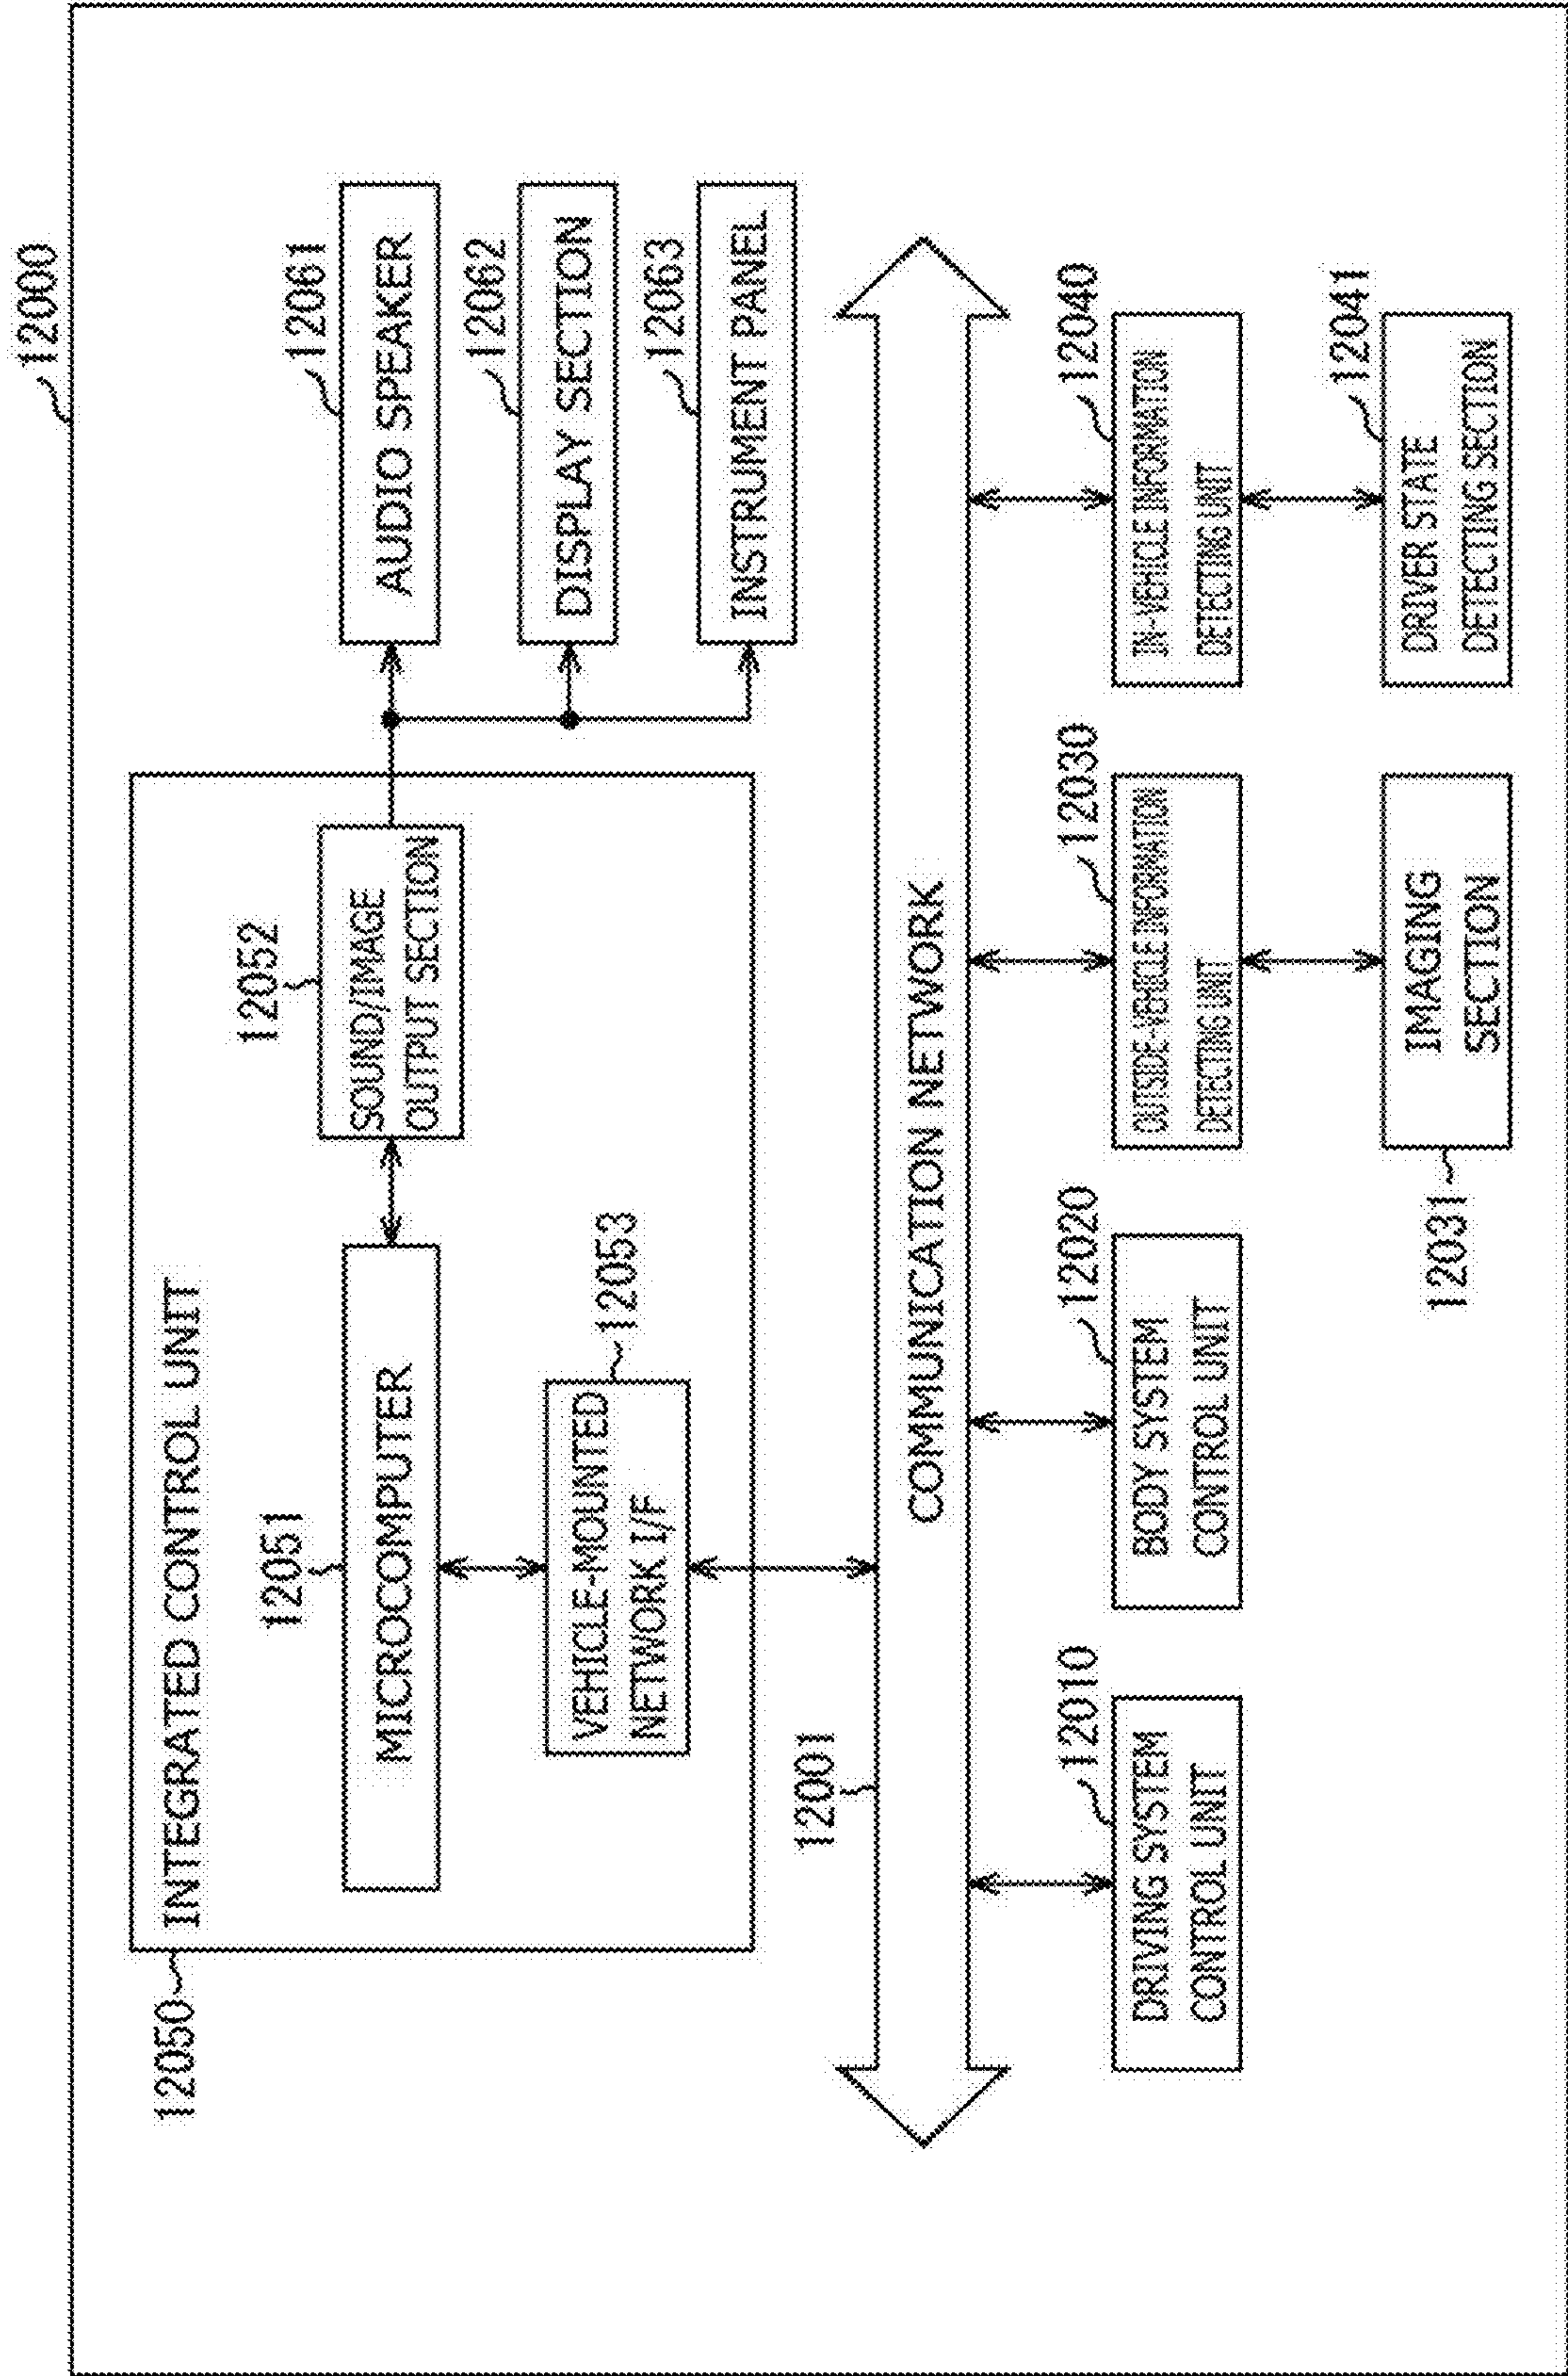 12000
12050
INTEGRATED CONTROL UNIT
12051
MICROCOMPUTER
12052
SOUND/IMAGE
OUTPUT SECTION
12053
VEHICLE-MOUNTED
NETWORK I/F
12061
AUDIO SPEAKER
12062
DISPLAY SECTION
12063
INSTRUMENT PANEL
12001
COMMUNICATION NETWORK
12010
DRIVING SYSTEM
CONTROL UNIT
12020
BODY SYSTEM
CONTROL UNIT
12030
OUTSIDE-VEHICLE INFORMATION
DETECTING UNIT
12040
IN-VEHICLE INFORMATION
DETECTING UNIT
12031
IMAGING
SECTION
12041
DRIVER STATE
DETECTING SECTION